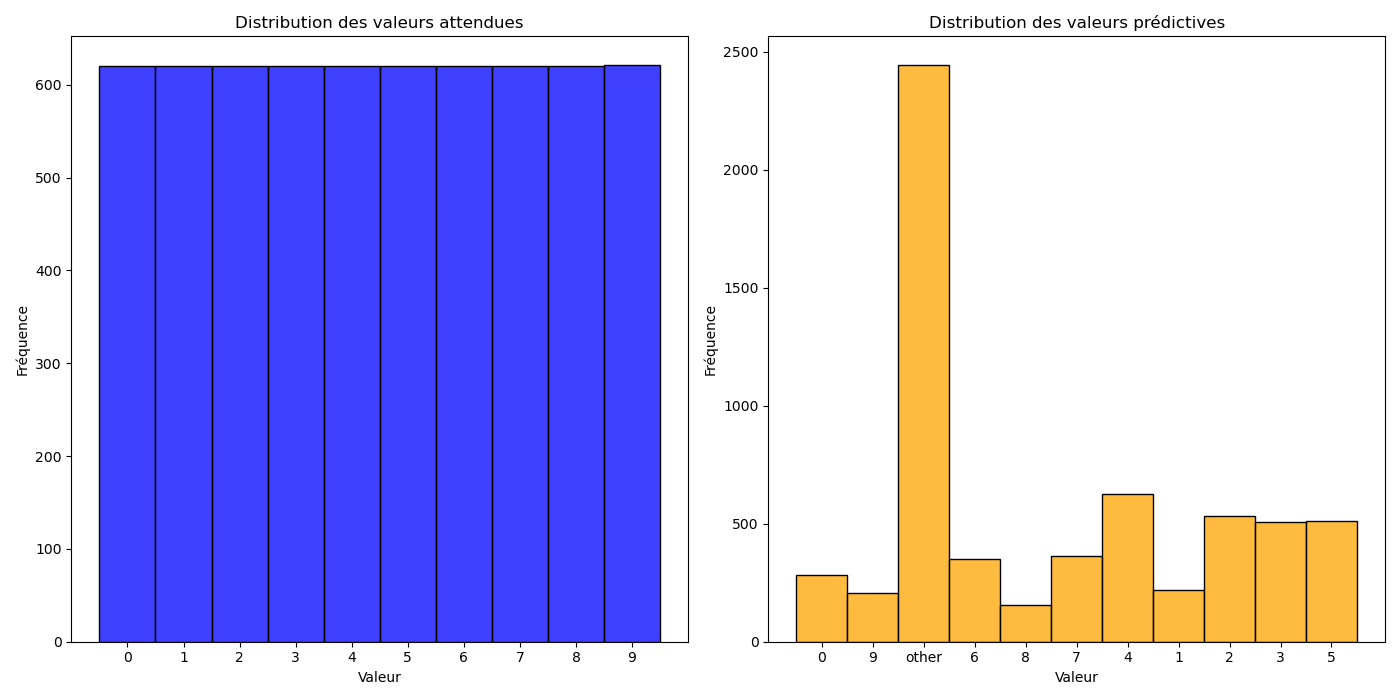 Distribution des valeurs attendues
Fréquence
600
500
400
300
200
100
0
0 1 2 3 4 5 6 7 8 9
Valeur
Distribution des valeurs prédictives
Fréquence
2500
2000
1500
1000
500
0
0 9 other 6 8 7 4 1 2 3 5
Valeur